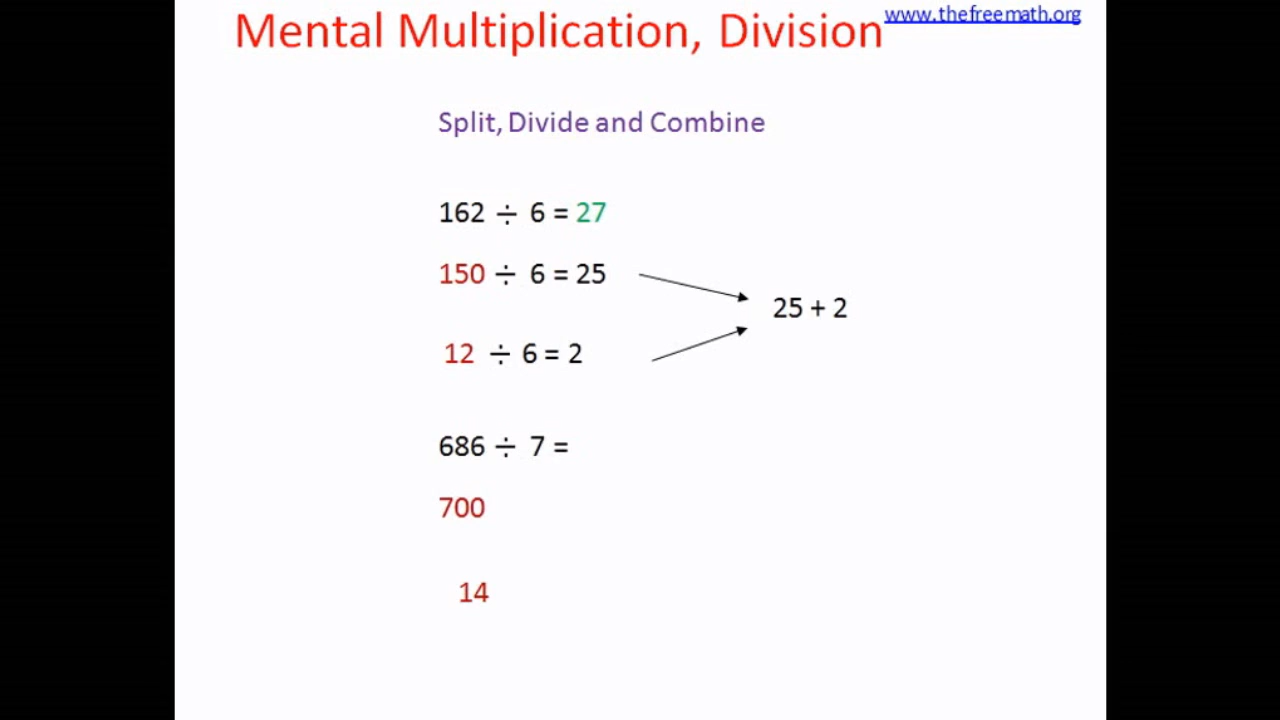 www.thefreemath.org
Mental Multiplication, Division
Split, Divide and Combine
162 ÷ 6 = 27
150 ÷ 6 = 25
25 + 2
12 ÷ 6 = 2
686 ÷ 7 =
700
14